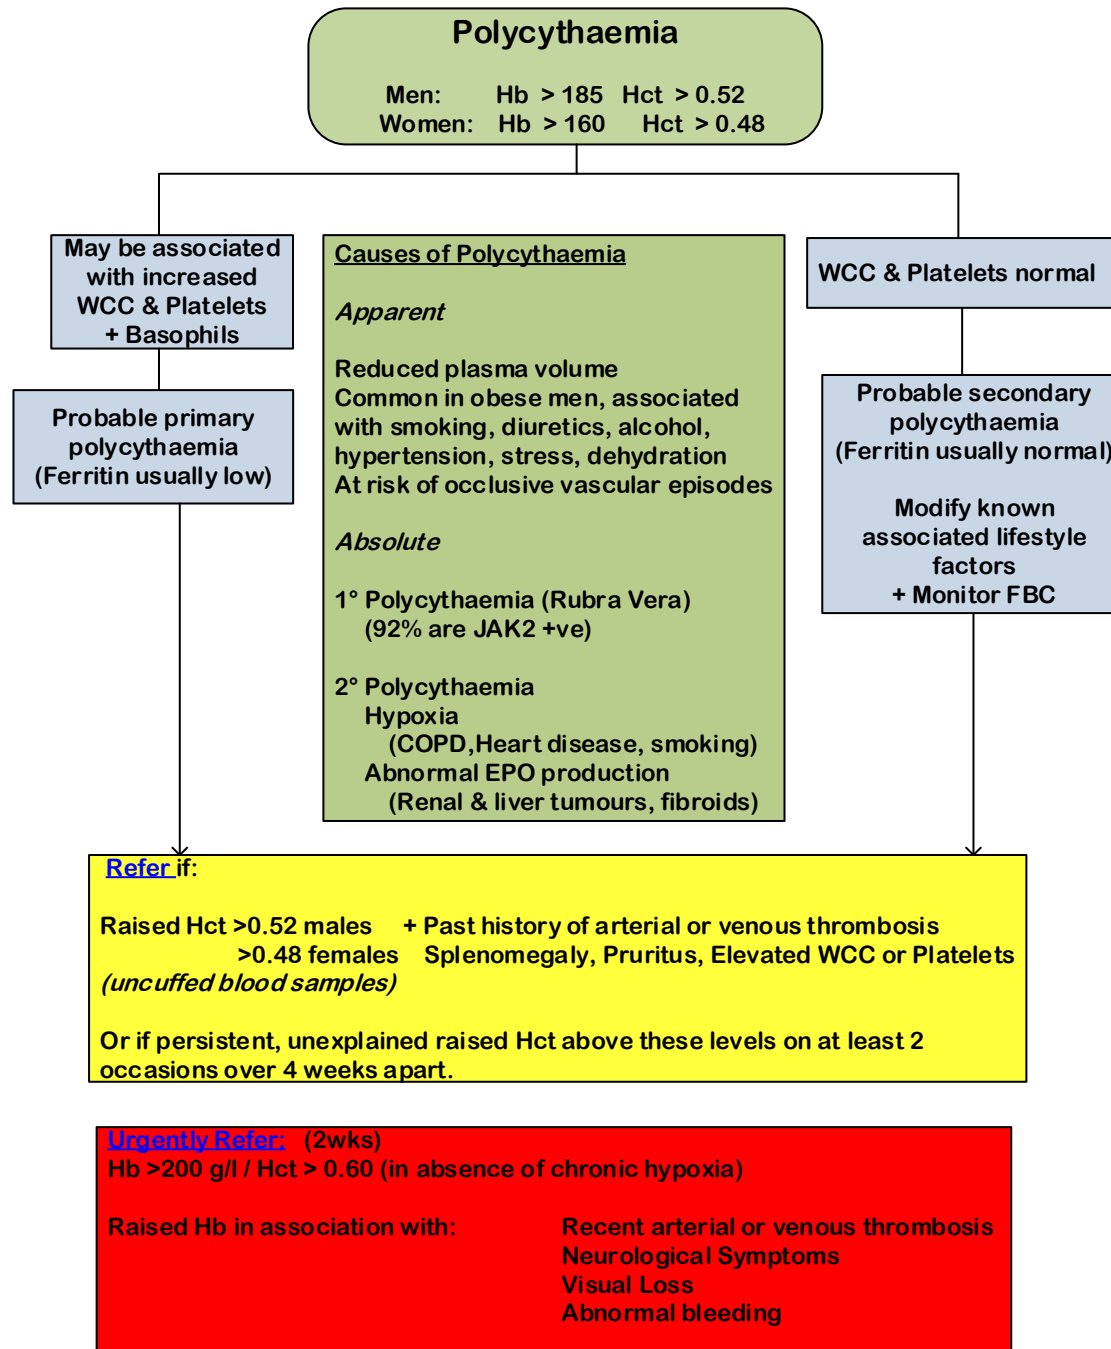 Polycythaemia
Men: Hb > 185 Hct > 0.52
Women: Hb > 160 Hct > 0.48
May be associated
with increased
WCC & Platelets
+ Basophils
Probable primary
polycythaemia
(Ferritin usually low)
Causes of Polycythaemia
Apparent
Reduced plasma volume
Common in obese men, associated
with smoking, diuretics, alcohol,
hypertension, stress, dehydration
At risk of occlusive vascular episodes
Absolute
1° Polycythaemia (Rubra Vera)
(92% are JAK2 +ve)
2° Polycythaemia
Hypoxia
(COPD,Heart disease, smoking)
Abnormal EPO production
(Renal & liver tumours, fibroids)
WCC & Platelets normal
Probable secondary
polycythaemia
(Ferritin usually normal)
Modify known
associated lifestyle
factors
+ Monitor FBC
Refer if:
Raised Hct >0.52 males + Past history of arterial or venous thrombosis
>0.48 females Splenomegaly, Pruritus, Elevated WCC or Platelets
(uncuffed blood samples)
Or if persistent, unexplained raised Hct above these levels on at least 2
occasions over 4 weeks apart.
Urgently Refer: (2wks)
Hb >200 g/l / Hct > 0.60 (in absence of chronic hypoxia)
Raised Hb in association with: Recent arterial or venous thrombosis
Neurological Symptoms
Visual Loss
Abnormal bleeding